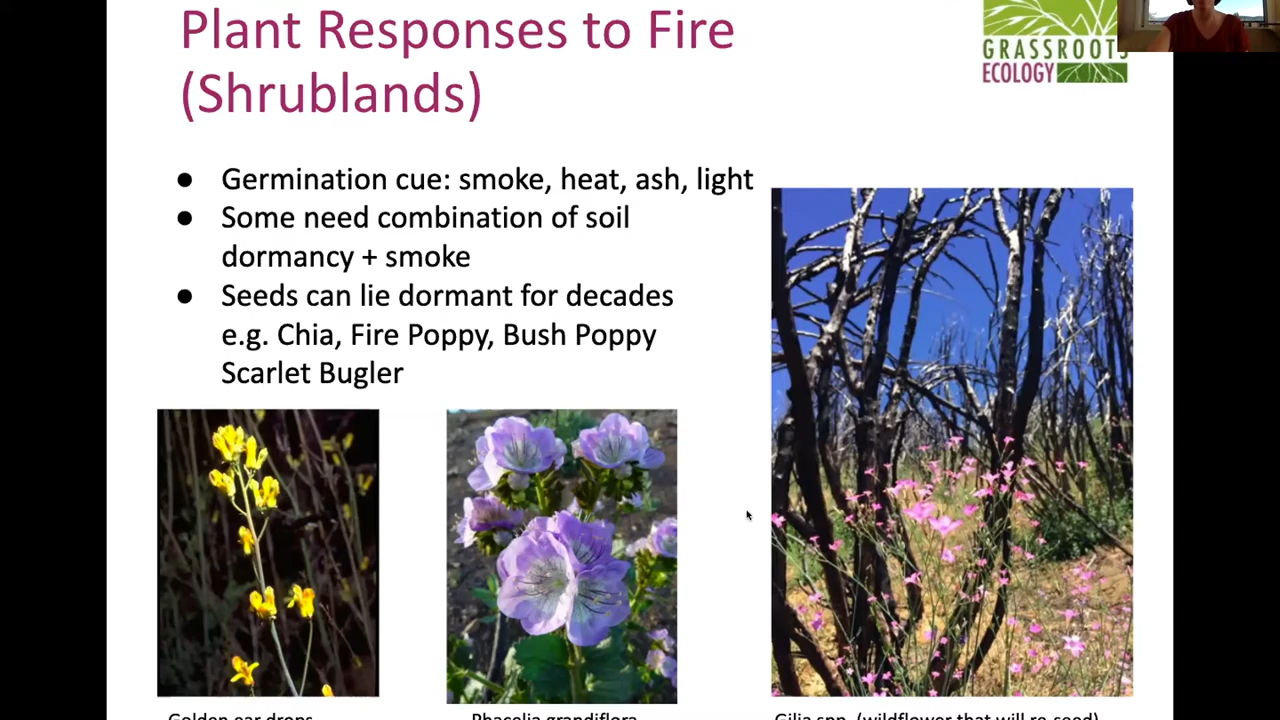 Plant Responses to Fire
(Shrublands)
GRASSROOTS
ECOLOGY
● Germination cue: smoke, heat, ash, light
● Some need combination of soil
dormancy + smoke
● Seeds can lie dormant for decades
e.g. Chia, Fire Poppy, Bush Poppy
Scarlet Bugler
Golden ear drops
Phacelia grandiflora
Gilia spp. (wildflower that will re-seed)